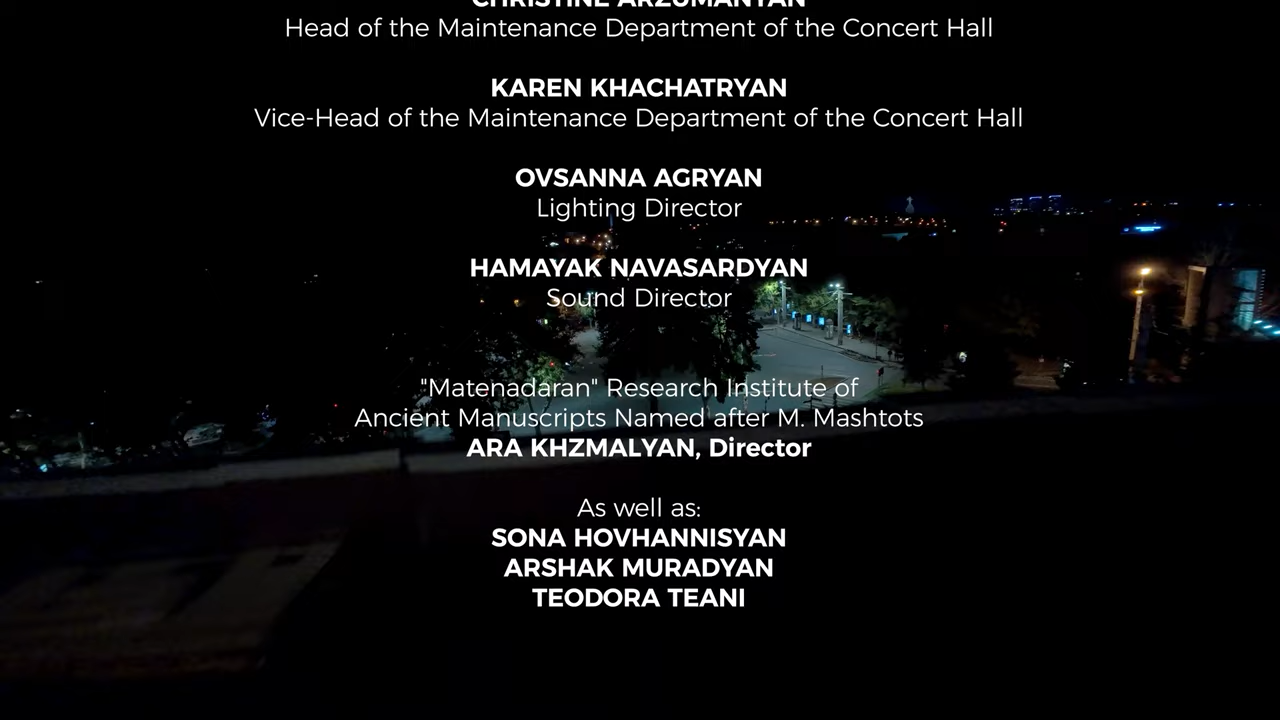 CHRISTINE ARZUMANYAN
Head of the Maintenance Department of the Concert Hall
KAREN KHACHATRYAN
Vice-Head of the Maintenance Department of the Concert Hall
OVSANNA AGRYAN
Lighting Director
HAMAYAK NAVASARDYAN
Sound Director
"Matenadaran" Research Institute of
Ancient Manuscripts Named after M. Mashtots
ARA KHZMALYAN, Director
As well as:
SONA HOVHANNISYAN
ARSHAK MURADYAN
TEODORA TEANI